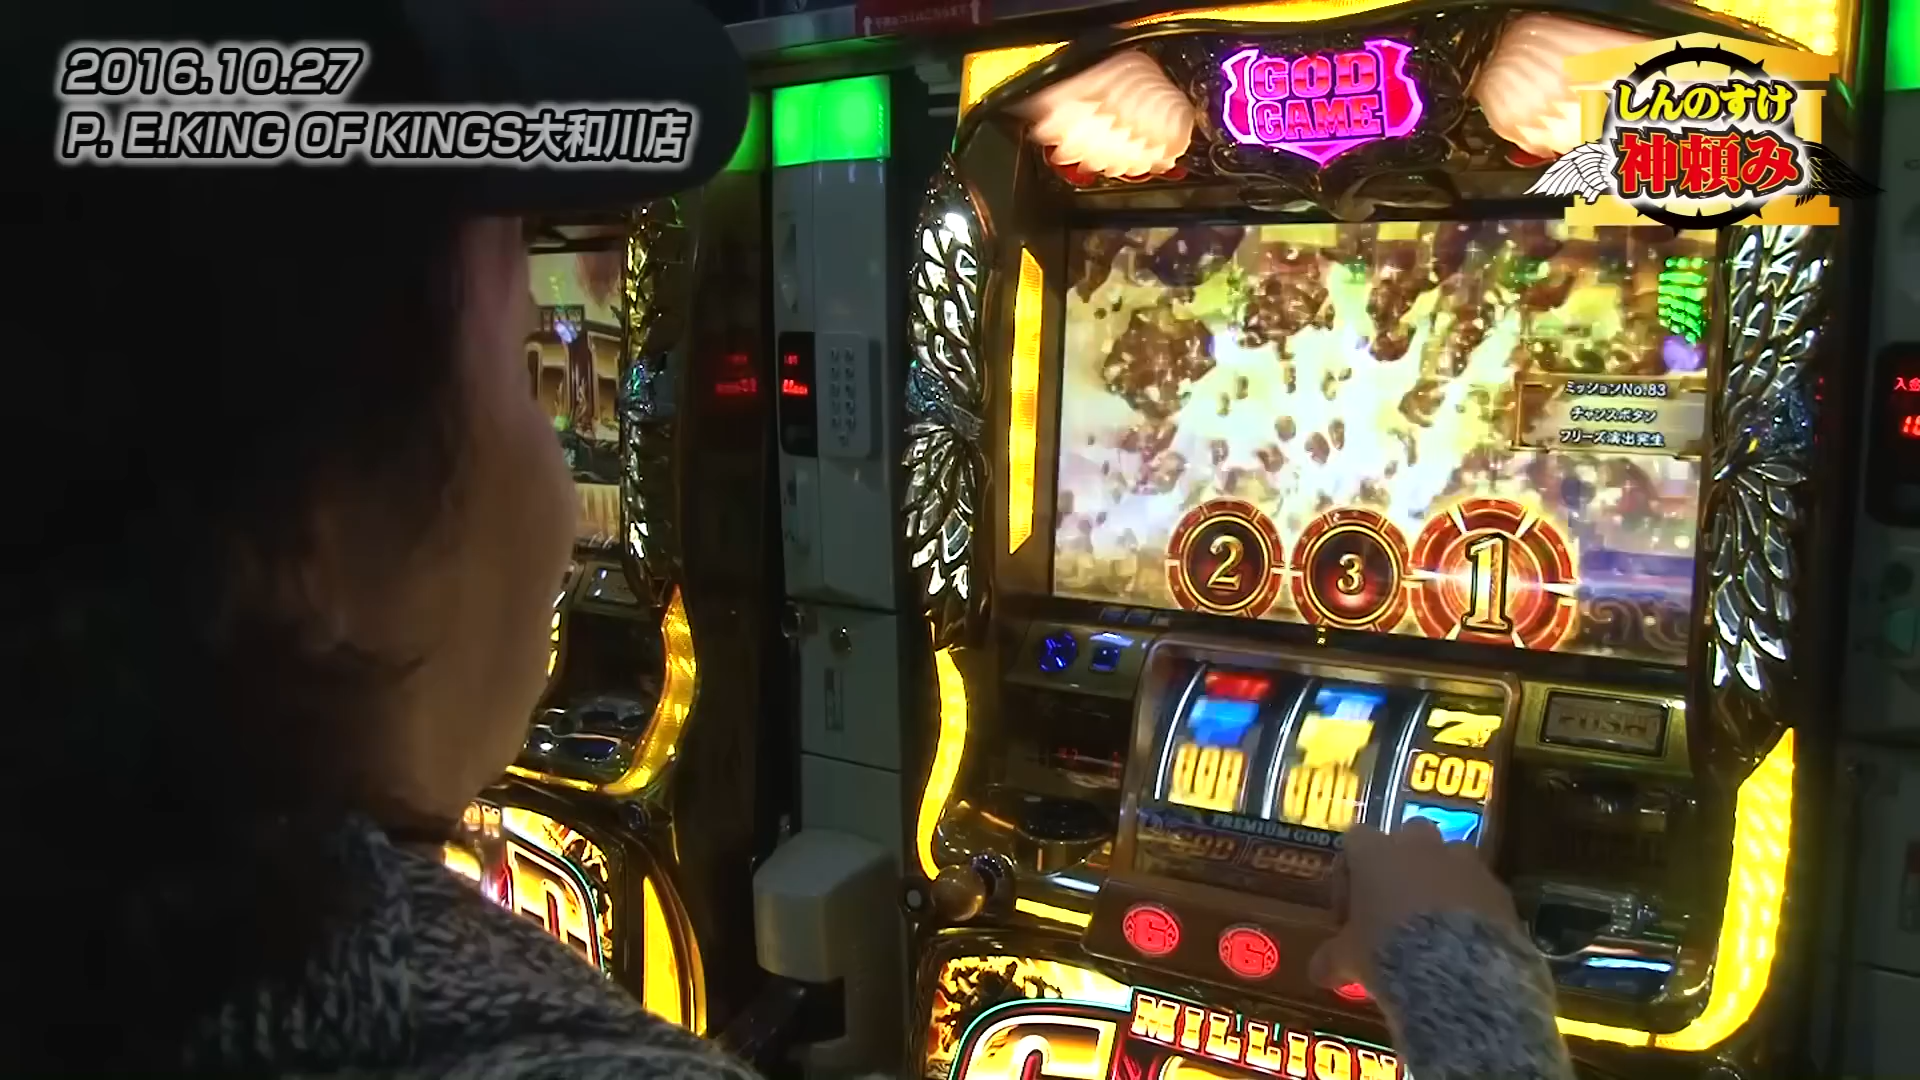 2016.10.27
P. E.KING OF KINGS大和川店
GOD
GAME
しんのすけ
神頼み
ミッションNo.83
チャンスボタン
フリーズ演出発生
2
3
1
7
GOD
PREMIUM GOD
PUSH
MILLION